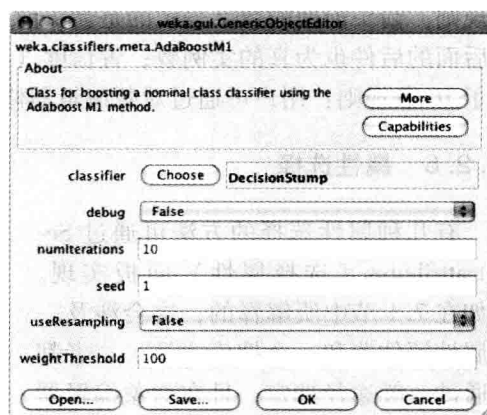 weka.gui.GenericObjectEditor
weka.classifiers.meta.AdaBoostM1
About
Class for boosting a nominal class classifier using the Adaboost M1 method.
More
Capabilities
classifier Choose DecisionStump
debug False
numIterations 10
seed 1
useResampling False
weightThreshold 100
Open... Save... OK Cancel